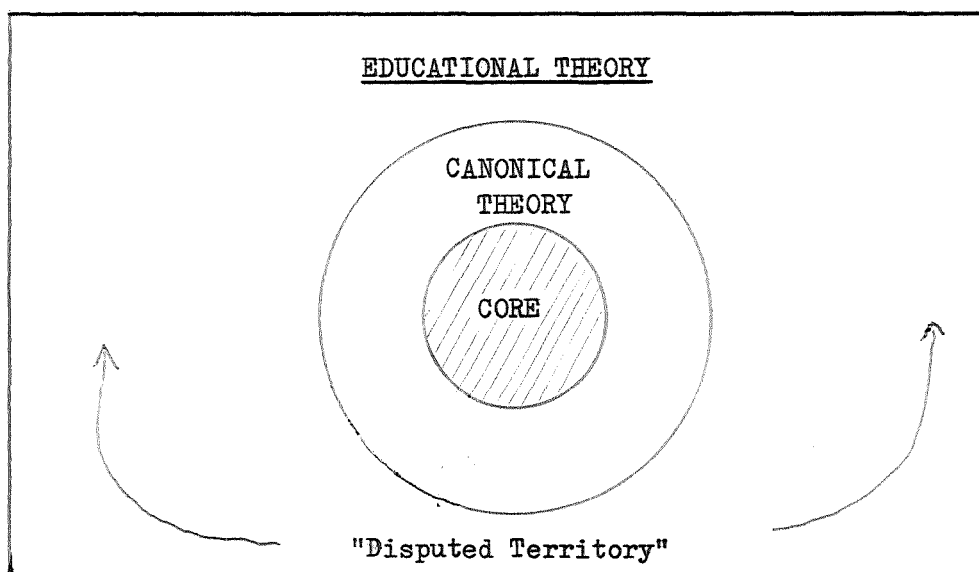 EDUCATIONAL THEORY
CANONICAL
THEORY
CORE
"Disputed Territory"